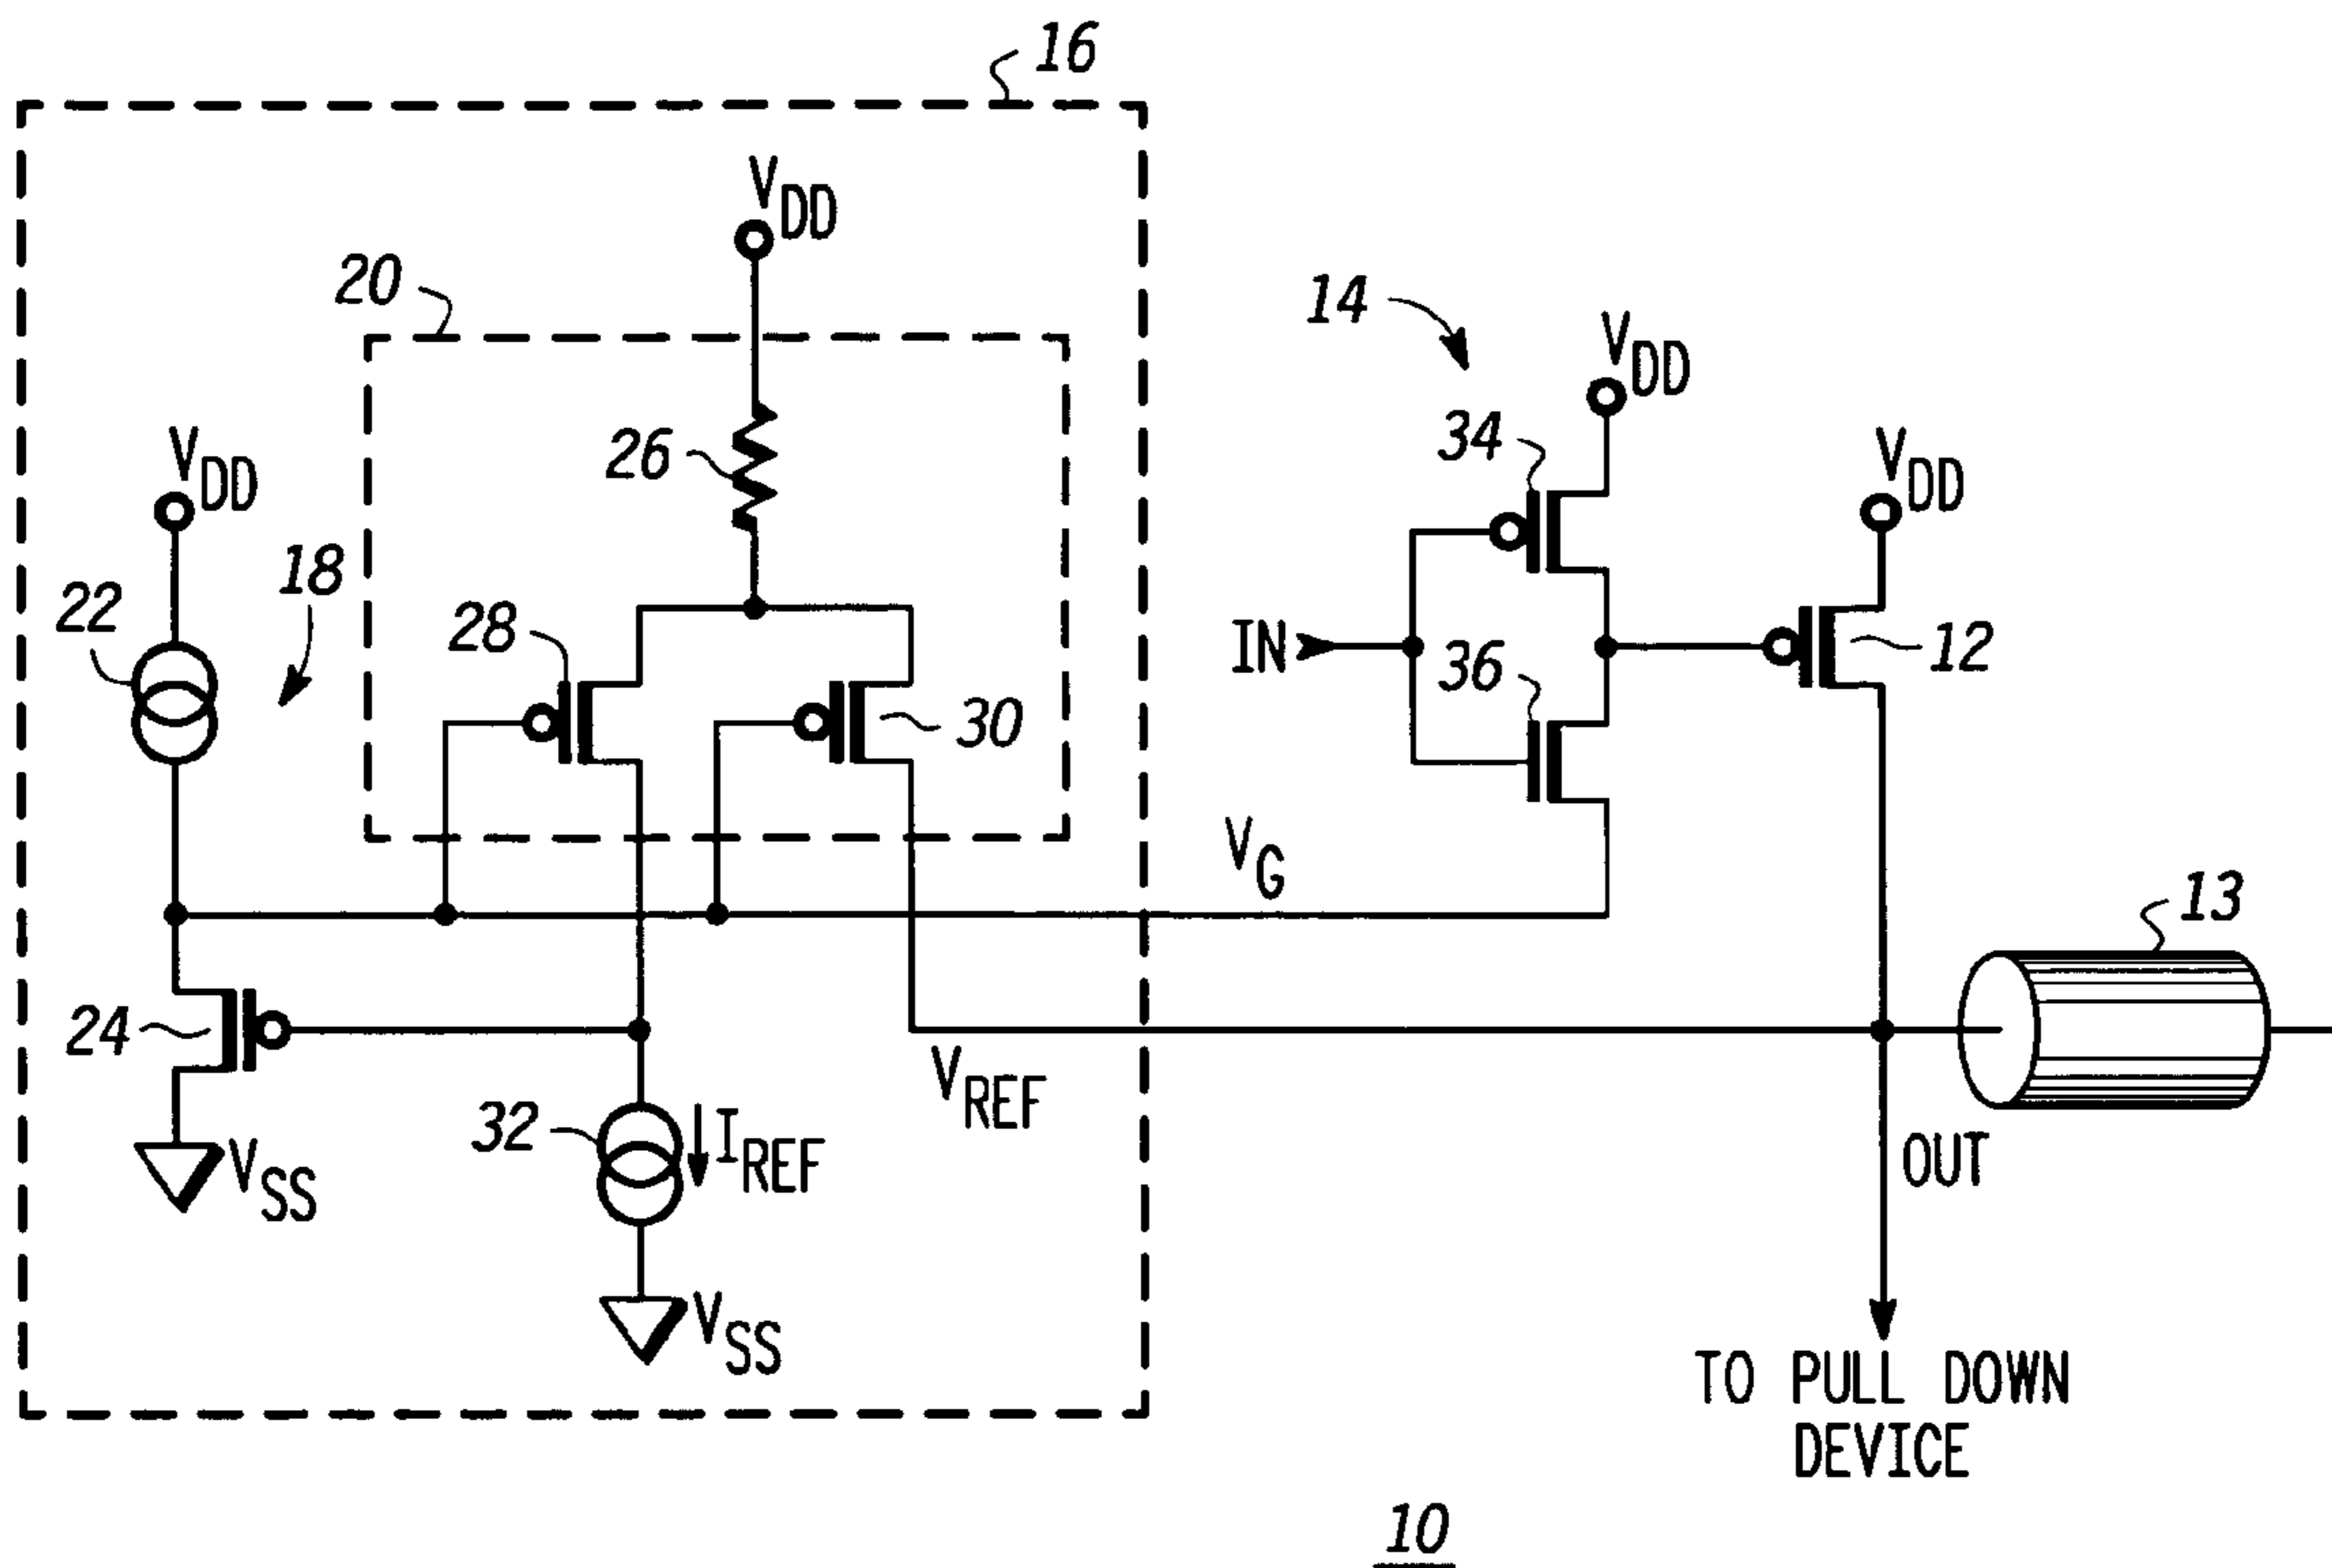 16
VDD
20
14
VDD
26
34
VDD
VDD
18
22
28
IN
36
12
30
VG
13
24
VREF
32
IREF
OUT
VSS
VSS
TO PULL DOWN
DEVICE
10